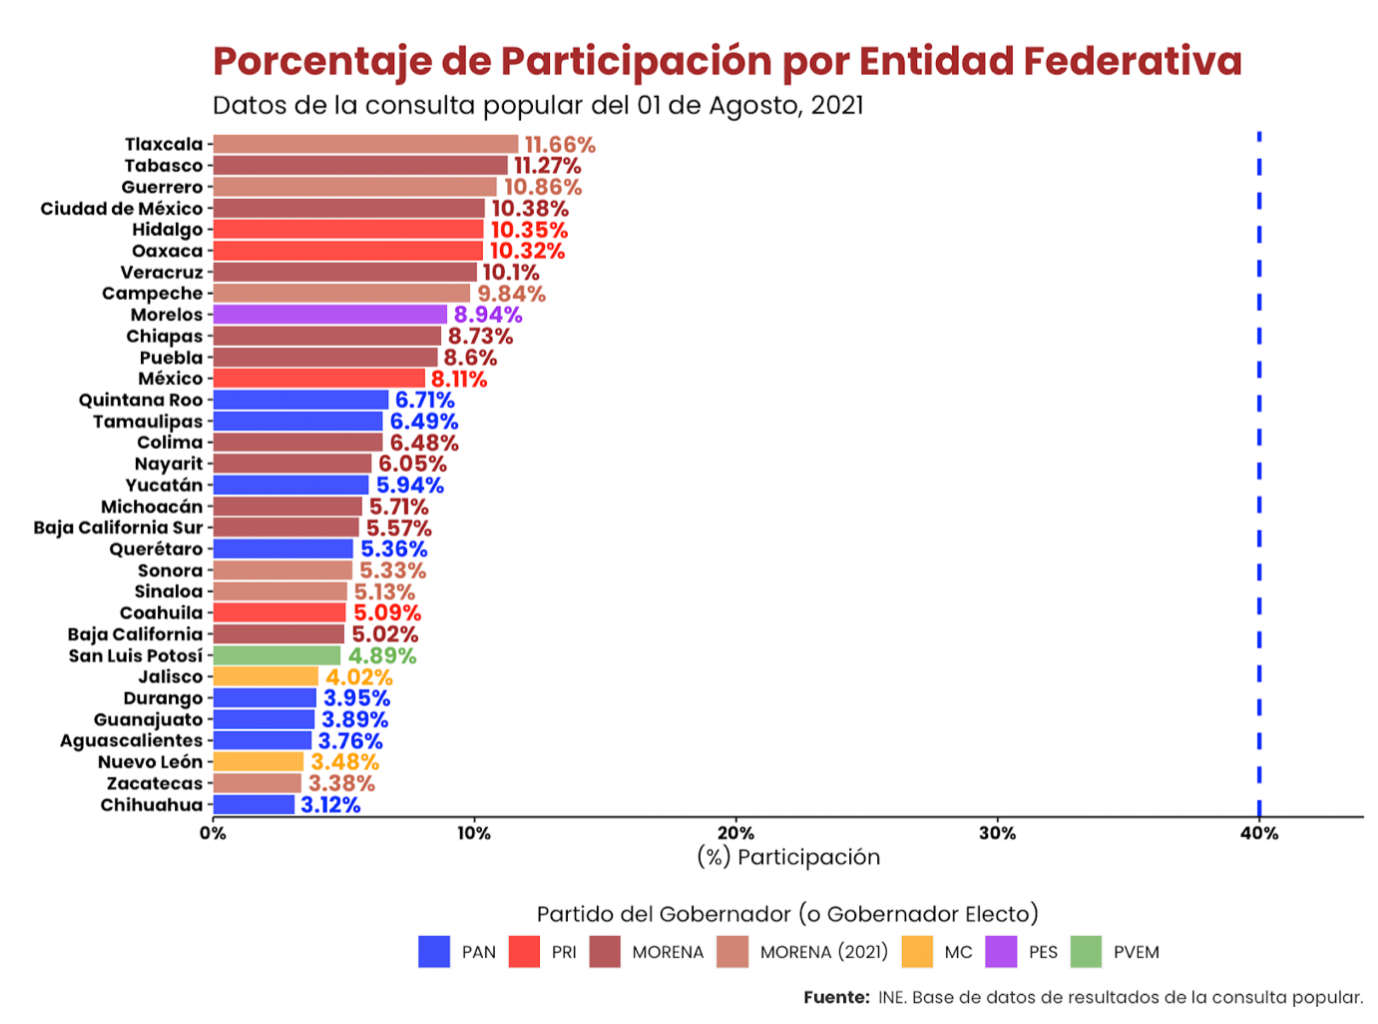 Porcentaje de Participación por Entidad Federativa
Datos de la consulta popular del 01 de Agosto, 2021
Tlaxcala 11.66%
Tabasco 11.27%
Guerrero 10.86%
Ciudad de México 10.38%
Hidalgo 10.35%
Oaxaca 10.32%
Veracruz 10.1%
Campeche 9.84%
Morelos 8.94%
Chiapas 8.73%
Puebla 8.6%
México 8.11%
Quintana Roo 6.71%
Tamaulipas 6.49%
Colima 6.48%
Nayarit 6.05%
Yucatán 5.94%
Michoacán 5.71%
Baja California Sur 5.57%
Querétaro 5.36%
Sonora 5.33%
Sinaloa 5.13%
Coahuila 5.09%
Baja California 5.02%
San Luis Potosí 4.89%
Jalisco 4.02%
Durango 3.95%
Guanajuato 3.89%
Aguascalientes 3.76%
Nuevo León 3.48%
Zacatecas 3.38%
Chihuahua 3.12%
0% 10% 20% 30% 40%
(%) Participación
Partido del Gobernador (o Gobernador Electo)
PAN PRI MORENA MORENA (2021) MC PES PVEM
Fuente: INE. Base de datos de resultados de la consulta popular.